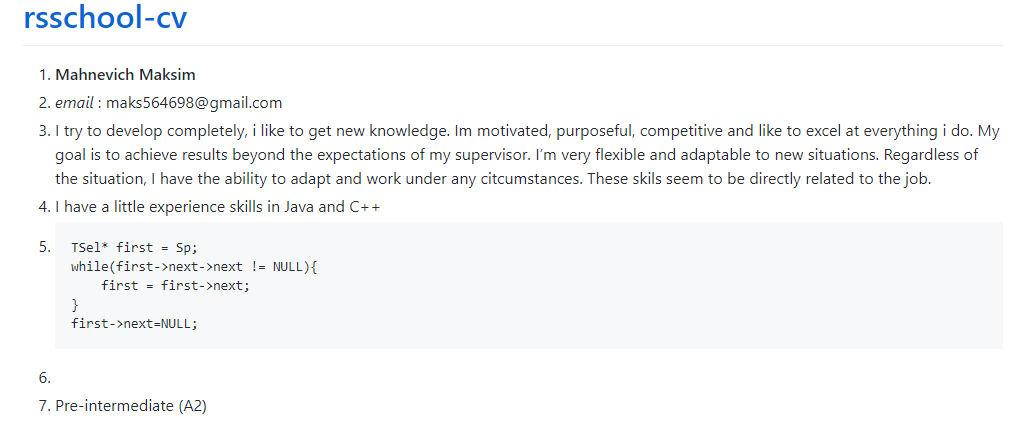 rsschool-cv
1. Mahnevich Maksim
2. email : maks564698@gmail.com
3. I try to develop completely, i like to get new knowledge. Im motivated, purposeful, competitive and like to excel at everything i do. My
goal is to achieve results beyond the expectations of my supervisor. I'm very flexible and adaptable to new situations. Regardless of
the situation, I have the ability to adapt and work under any citcumstances. These skils seem to be directly related to the job.
4. I have a little experience skills in Java and C++
5. TSel* first = Sp;
while(first->next->next != NULL){
    first = first->next;
}
first->next=NULL;
6.
7. Pre-intermediate (A2)